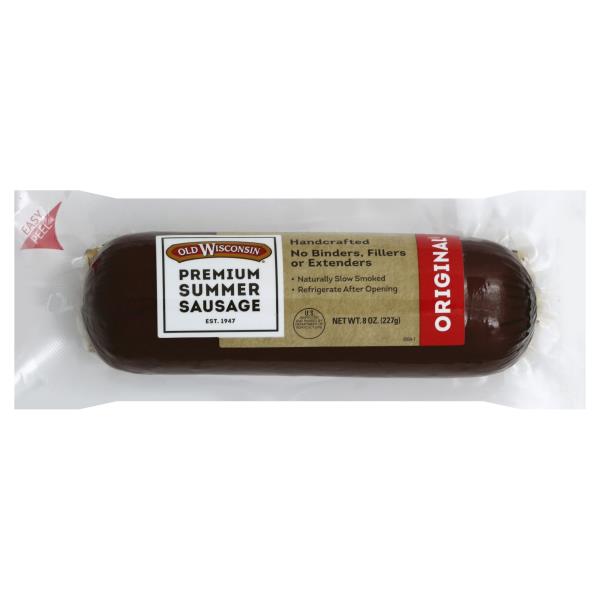 EASY
PEEL
OLD WISCONSIN
PREMIUM
SUMMER
SAUSAGE
EST. 1947
Handcrafted
No Binders, Fillers
or Extenders
• Naturally Slow Smoked
• Refrigerate After Opening
U.S.
NET WT. 8 OZ. (227g)
ORIGINAL